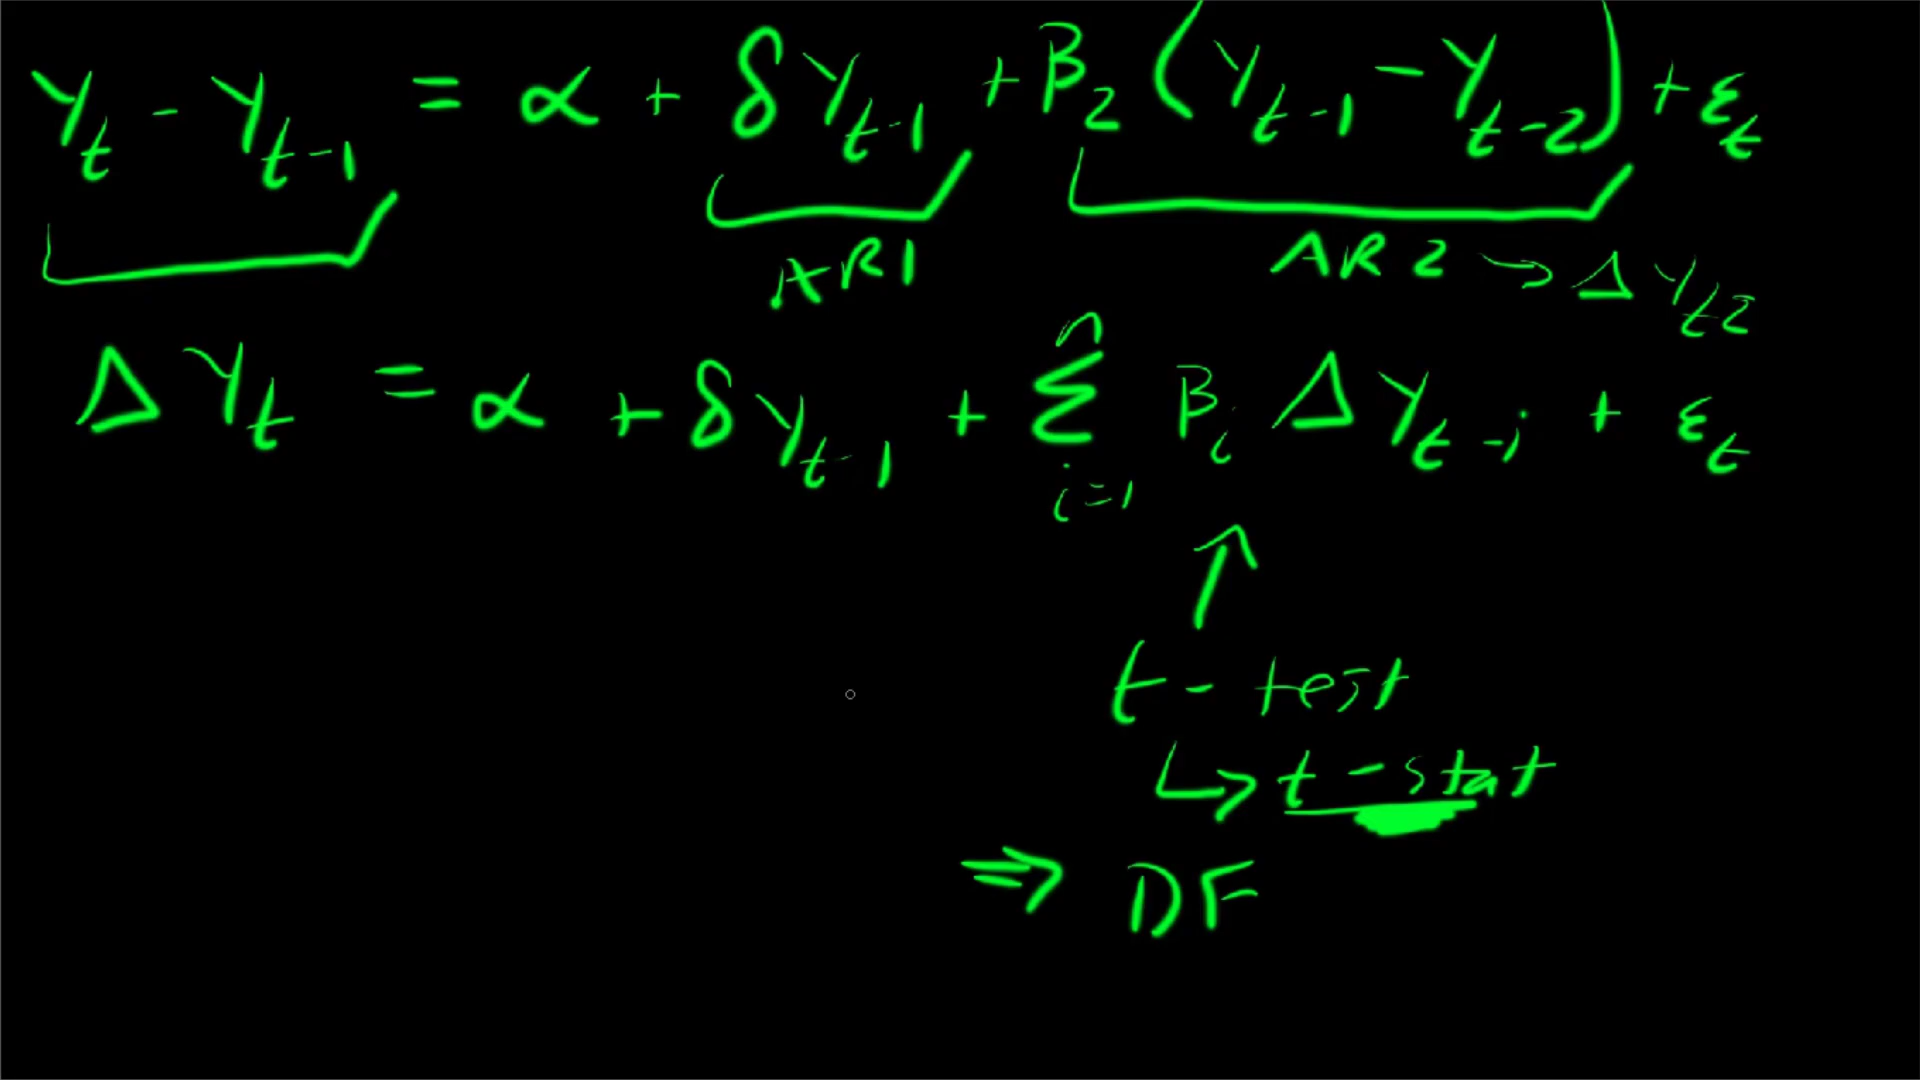 Yt - Yt-1 = α + δYt-1 + β2 (Yt-1 - Yt-2) + εt
AR1 AR2 → ΔYt2
ΔYt = α + δYt-1 + Σ n i=1 βi ΔYt-i + εt
↑
t - test
↳ t - stat
⇒ DF